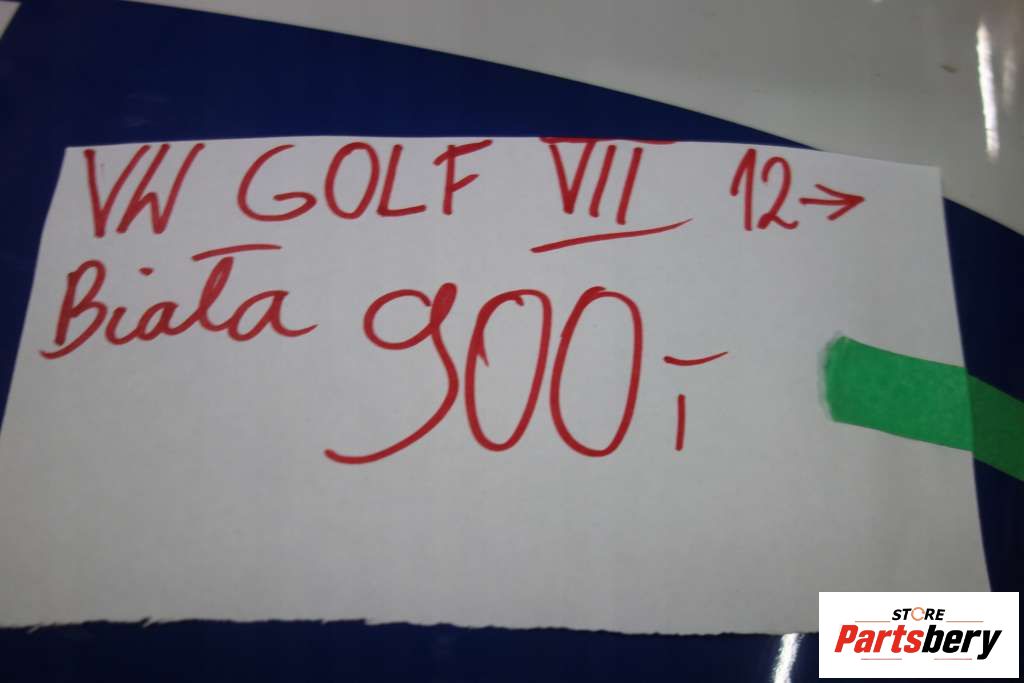 VW GOLF VII 12→
Biała 900,-
STORE
Partsbery